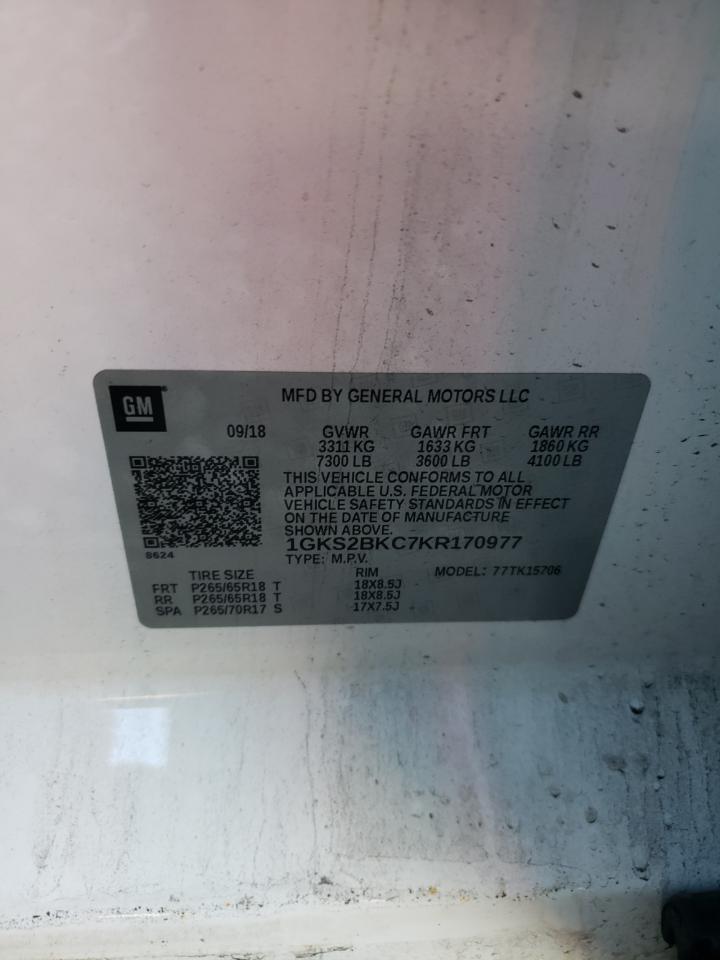 GM
MFD BY GENERAL MOTORS LLC
09/18 GVWR GAWR FRT GAWR RR
3311 KG 1633 KG 1860 KG
7300 LB 3600 LB 4100 LB
THIS VEHICLE CONFORMS TO ALL
APPLICABLE U.S. FEDERAL MOTOR
VEHICLE SAFETY STANDARDS IN EFFECT
ON THE DATE OF MANUFACTURE
SHOWN ABOVE.
8624
1GKS2BKC7KR170977
TYPE: M.P.V.
TIRE SIZE RIM MODEL: 77TK15706
FRT P265/65R18 T 18X8.5J
RR P265/65R18 T 18X8.5J
SPA P265/70R17 S 17X7.5J